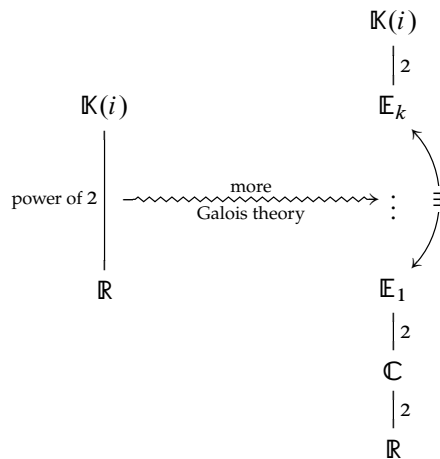 𝕂(i)
2
𝔼ₖ
𝕂(i)
power of 2
more
Galois theory
⋮
∃
ℝ
𝔼₁
2
ℂ
2
ℝ